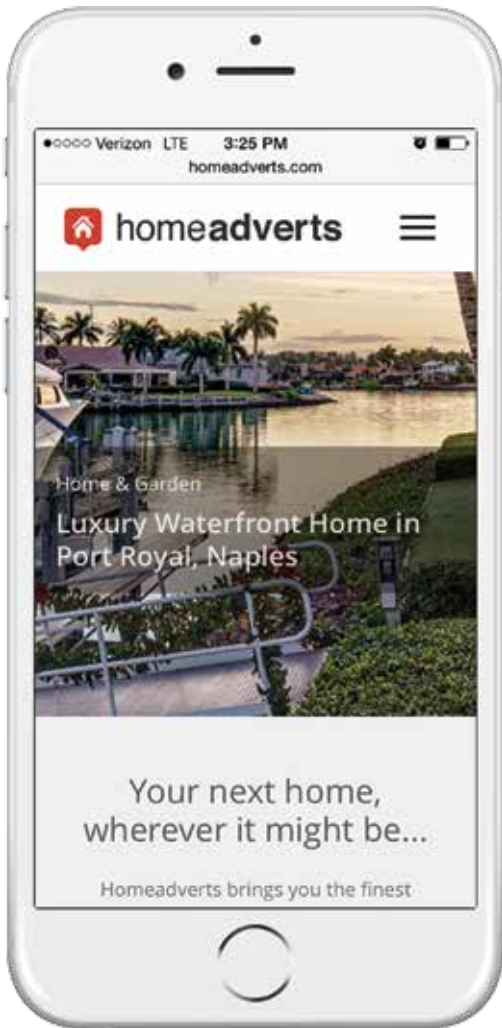 Verizon LTE 3:25 PM
homeadverts.com
homeadverts
Home & Garden
Luxury Waterfront Home in
Port Royal, Naples
Your next home,
wherever it might be...
Homeadverts brings you the finest